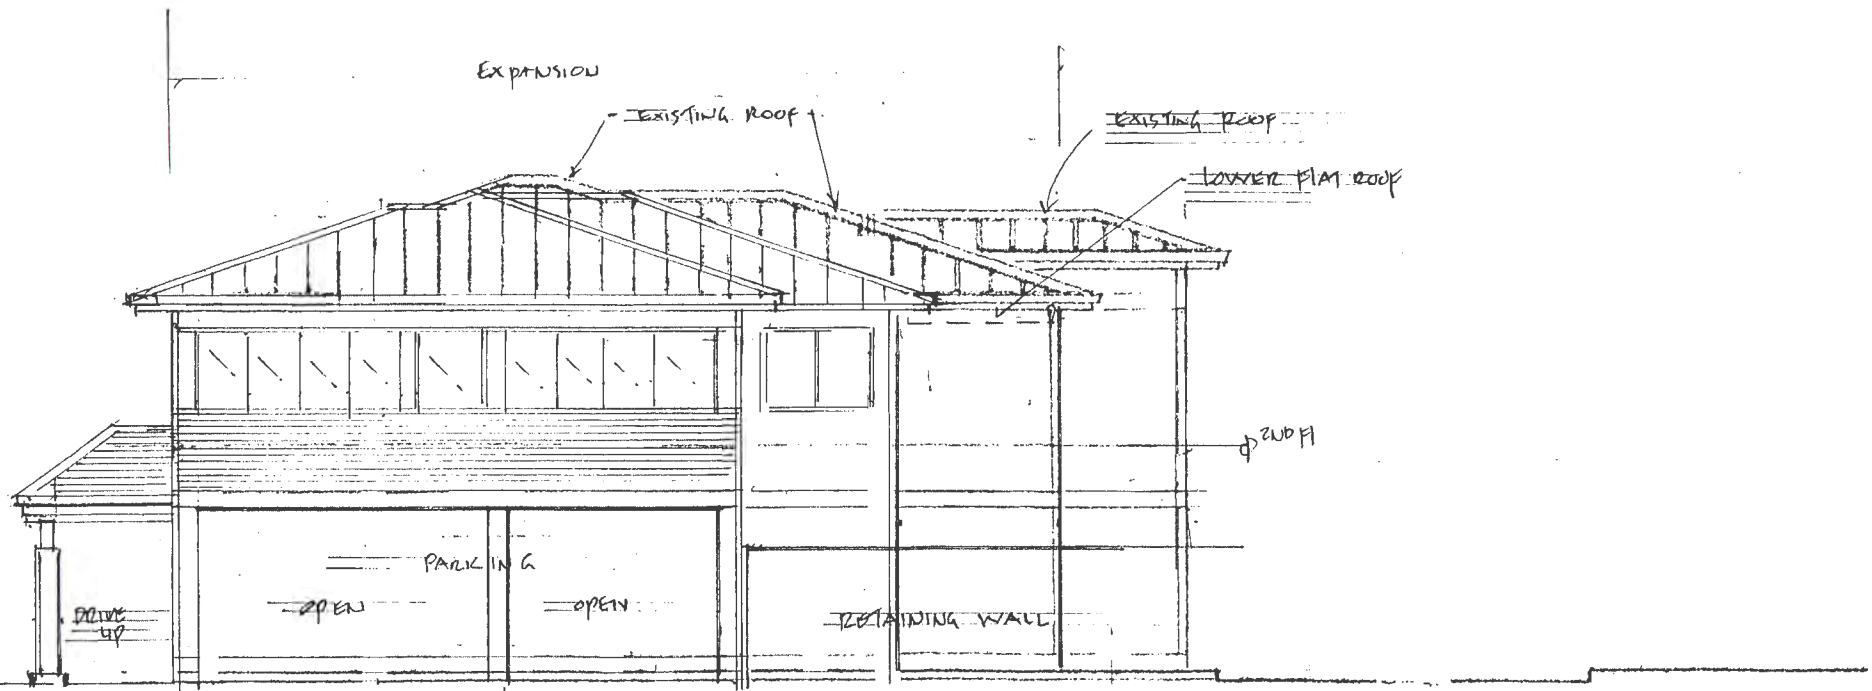 EXPANSION
EXISTING ROOF
EXISTING ROOF
LOWER FLAT ROOF
2ND Fl
PARKING
OPEN
OPEN
DRIVE
UP
RETAINING WALL